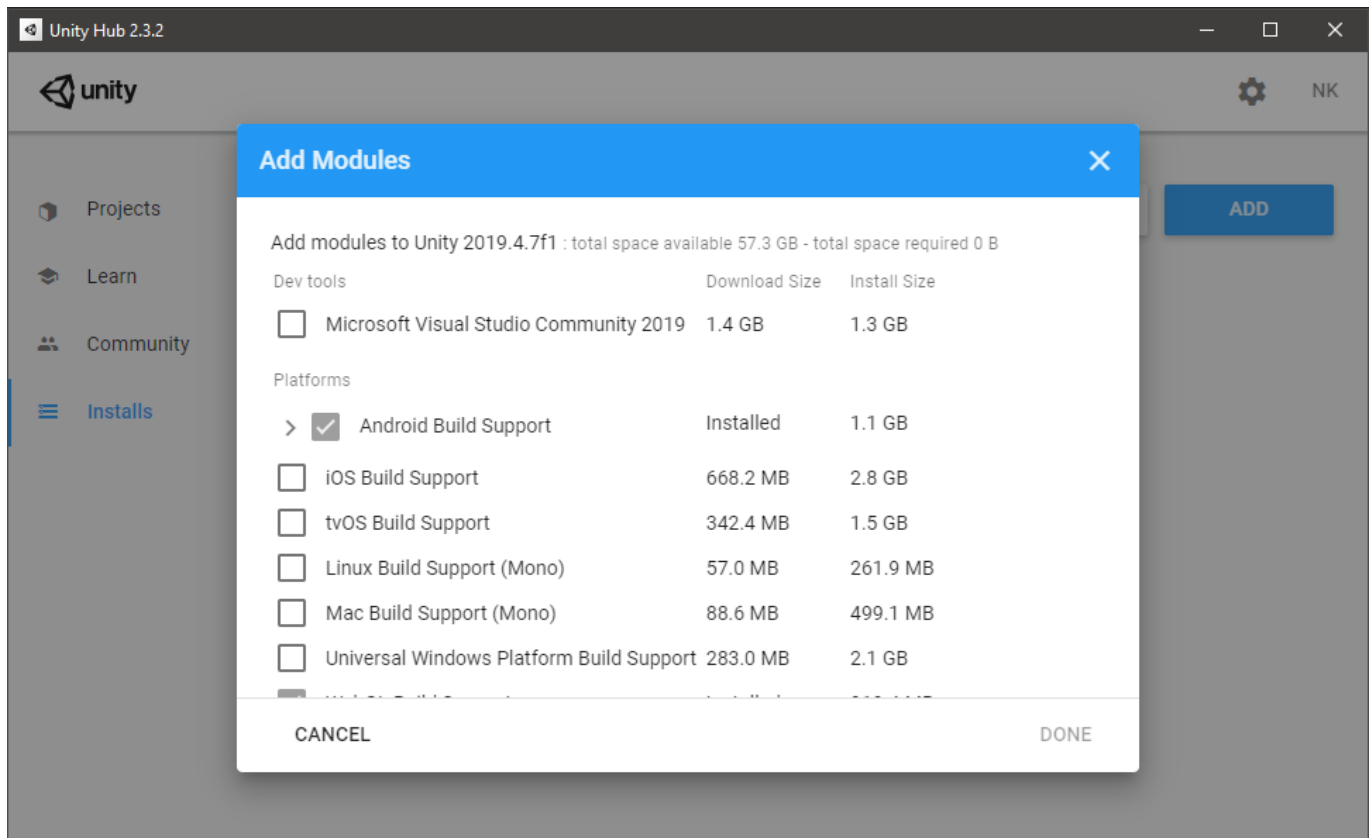 Unity Hub 2.3.2
unity
NK
Add Modules
Projects
ADD
Add modules to Unity 2019.4.7f1 : total space available 57.3 GB - total space required 0 B
Learn
Dev tools Download Size Install Size
Microsoft Visual Studio Community 2019 1.4 GB 1.3 GB
Community
Platforms
Installs
Android Build Support Installed 1.1 GB
iOS Build Support 668.2 MB 2.8 GB
tvOS Build Support 342.4 MB 1.5 GB
Linux Build Support (Mono) 57.0 MB 261.9 MB
Mac Build Support (Mono) 88.6 MB 499.1 MB
Universal Windows Platform Build Support 283.0 MB 2.1 GB
CANCEL DONE